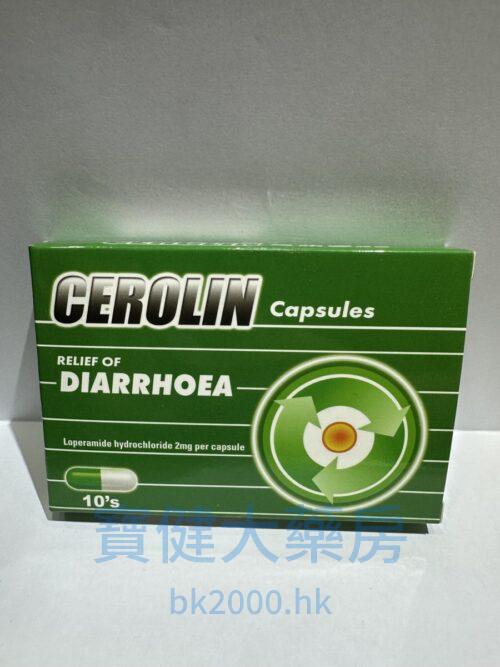 CEROLIN Capsules
RELIEF OF
DIARRHOEA
Loperamide hydrochloride 2mg per capsule
10's
寶健大藥房
bk2000.hk